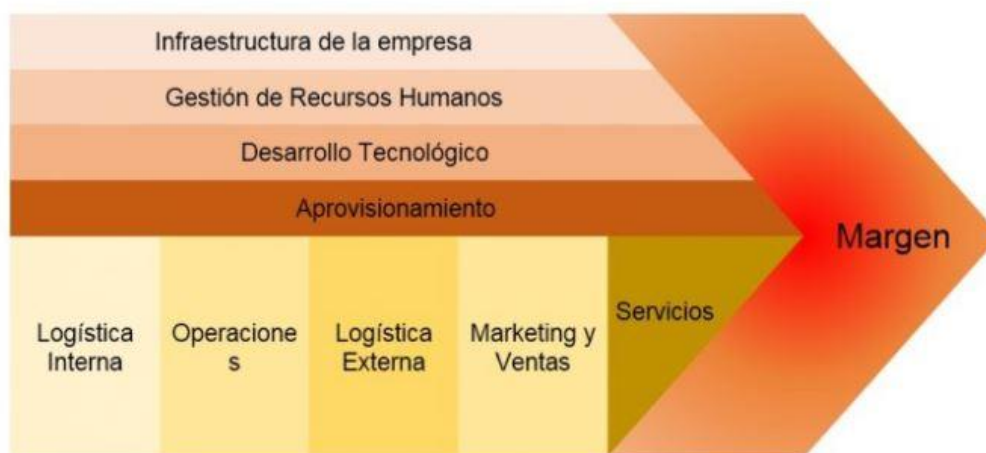 Infraestructura de la empresa
Gestión de Recursos Humanos
Desarrollo Tecnológico
Aprovisionamiento
Margen
Logística
Interna
Operacione
s
Logística
Externa
Marketing y
Ventas
Servicios